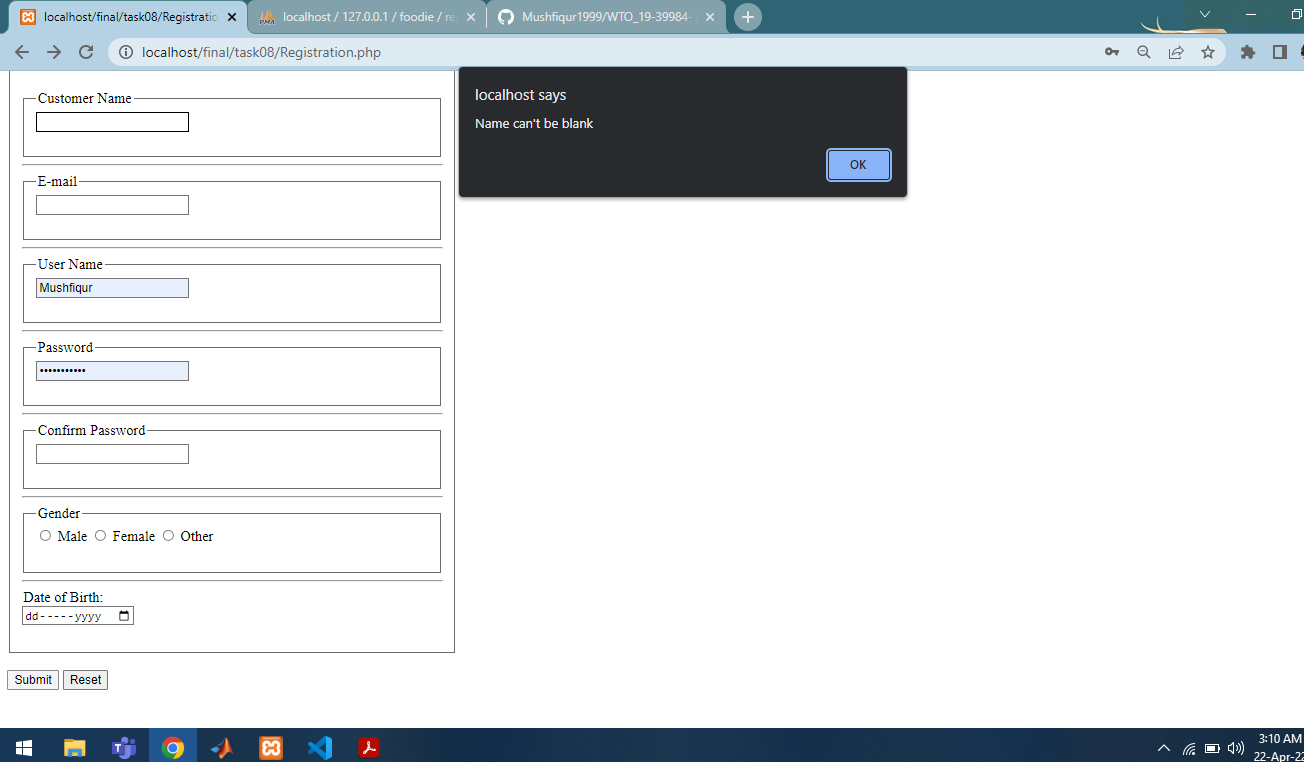 localhost/final/task08/Registratio
localhost / 127.0.0.1 / foodie / re
Mushfiqur1999/WTO_19-39984-
localhost/final/task08/Registration.php
localhost says
Name can't be blank
OK
Customer Name
E-mail
User Name
Mushfiqur
Password
•••••••••••
Confirm Password
Gender
Male Female Other
Date of Birth:
dd-----yyyy
Submit Reset
3:10 AM
22-Apr-22